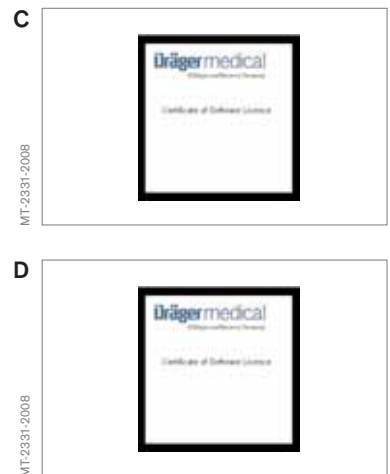 C
Drägermedical
Certificate of Software Licence
MT-2331-2008
D
Drägermedical
Certificate of Software Licence
MT-2331-2008